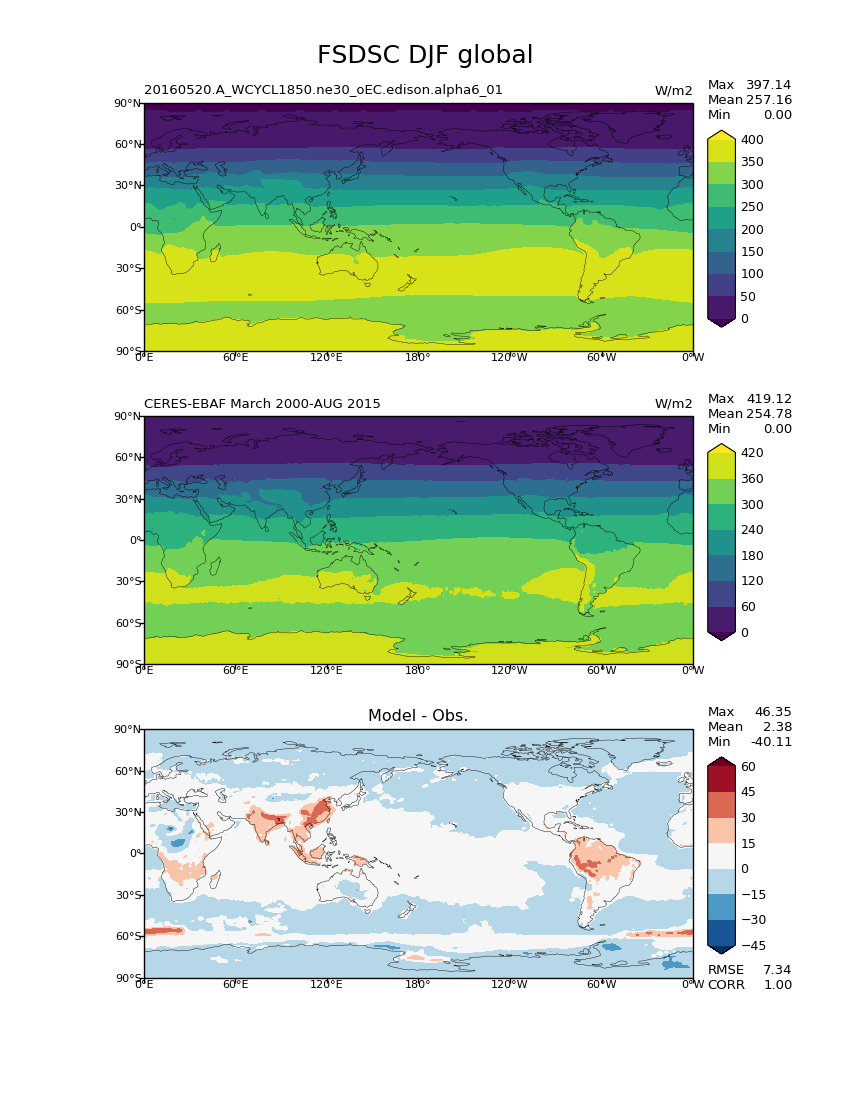 FSDSC DJF global
20160520.A_WCYCL1850.ne30_oEC.edison.alpha6_01 W/m2
Max 397.14
Mean 257.16
Min 0.00
90°N
60°N
30°N
0°
30°S
60°S
90°S
0°E 60°E 120°E 180° 120°W 60°W 0°W
400
350
300
250
200
150
100
50
0
CERES-EBAF March 2000-AUG 2015 W/m2
Max 419.12
Mean 254.78
Min 0.00
90°N
60°N
30°N
0°
30°S
60°S
90°S
0°E 60°E 120°E 180° 120°W 60°W 0°W
420
360
300
240
180
120
60
0
Model - Obs.
Max 46.35
Mean 2.38
Min -40.11
90°N
60°N
30°N
0°
30°S
60°S
90°S
0°E 60°E 120°E 180° 120°W 60°W 0°W
60
45
30
15
0
−15
−30
−45
RMSE 7.34
CORR 1.00